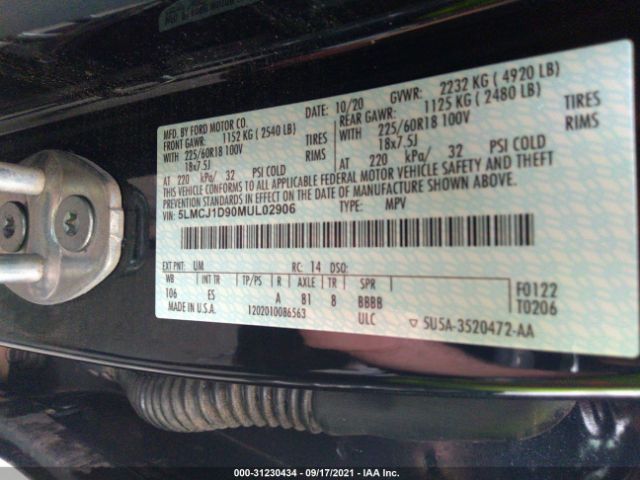 MFD. BY FORD MOTOR CO.
DATE: 10/20 GVWR: 2232 KG ( 4920 LB)
FRONT GAWR: 1152 KG ( 2540 LB) REAR GAWR: 1125 KG ( 2480 LB)
WITH 225/60R18 100V TIRES WITH 225/60R18 100V TIRES
18x7.5J RIMS 18x7.5J RIMS
AT 220 kPa/ 32 PSI COLD AT 220 kPa/ 32 PSI COLD
THIS VEHICLE CONFORMS TO ALL APPLICABLE FEDERAL MOTOR VEHICLE SAFETY AND THEFT
PREVENTION STANDARDS IN EFFECT ON THE DATE OF MANUFACTURE SHOWN ABOVE.
VIN: 5LMCJ1D90MUL02906 TYPE: MPV
EXT PNT: UM RC: 14 DSO:
WB INT TR TP/PS R AXLE TR SPR F0122
106 ES A B1 8 BBBB T0206
MADE IN U.S.A. 1202010086563 ULC 5U5A-3520472-AA
000-31230434 - 09/17/2021 - IAA Inc.